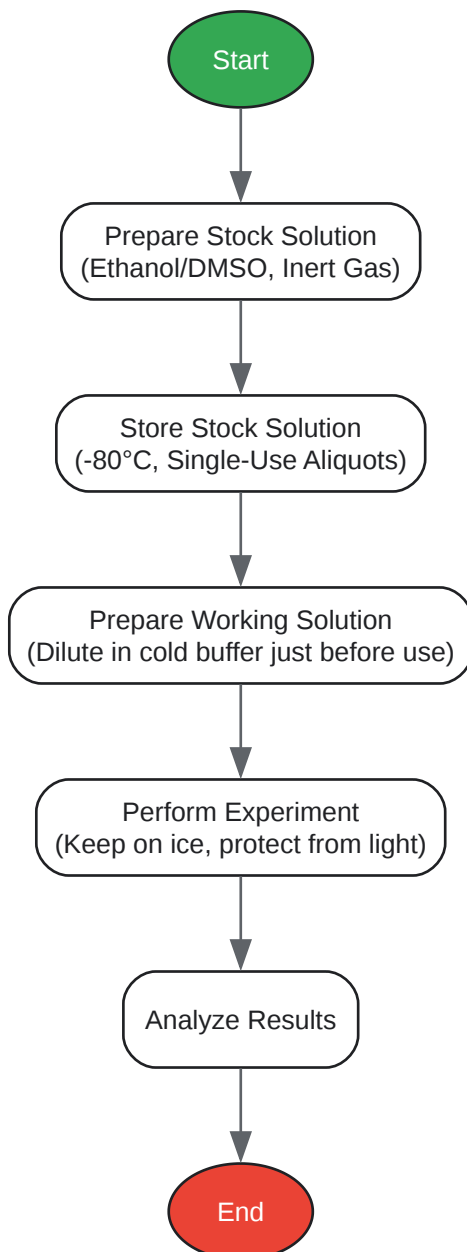 Start
Prepare Stock Solution
(Ethanol/DMSO, Inert Gas)
Store Stock Solution
(-80°C, Single-Use Aliquots)
Prepare Working Solution
(Dilute in cold buffer just before use)
Perform Experiment
(Keep on ice, protect from light)
Analyze Results
End